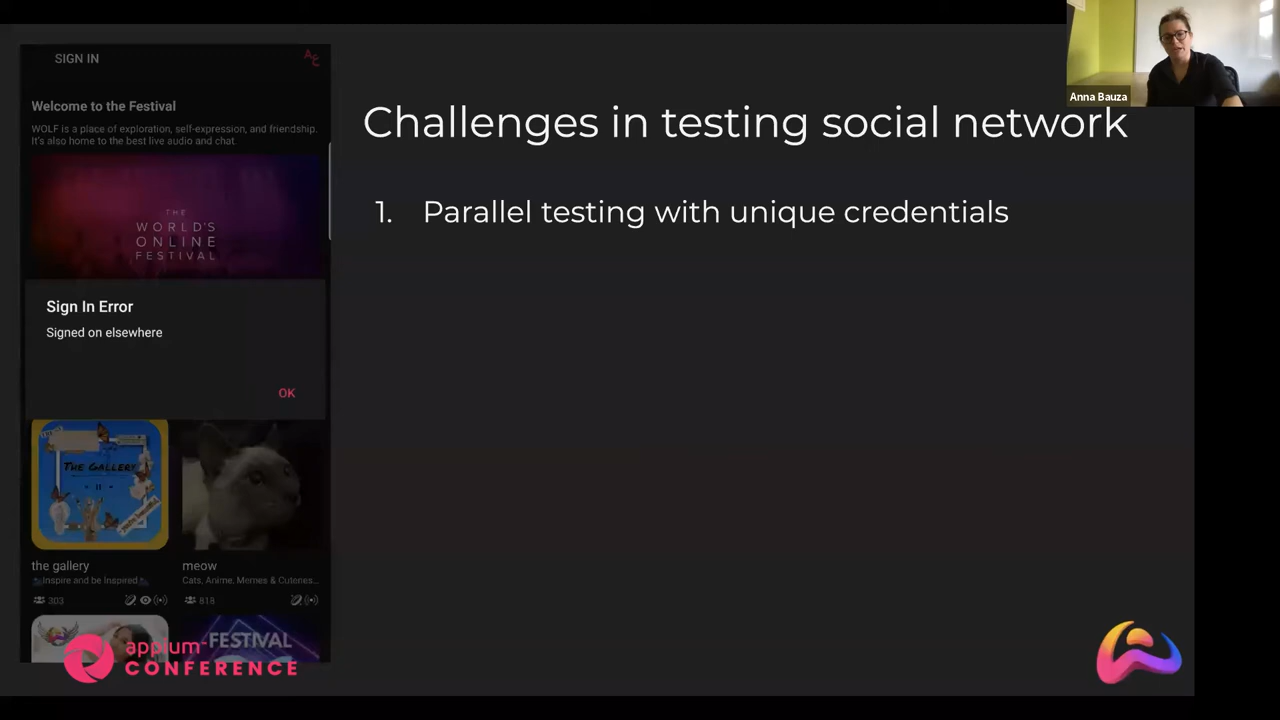 SIGN IN
Welcome to the Festival
WOLF is a place of exploration, self-expression, and friendship.
It's also home to the best live audio and chat.
THE
WORLD'S
ONLINE
FESTIVAL
Sign In Error
Signed on elsewhere
OK
THE GALLERY
the gallery
Inspire and be Inspired
303
meow
Cats, Anime, Memes & Cutenes...
818
FESTIVAL
appium
CONFERENCE
Challenges in testing social network
1. Parallel testing with unique credentials
Anna Bauza